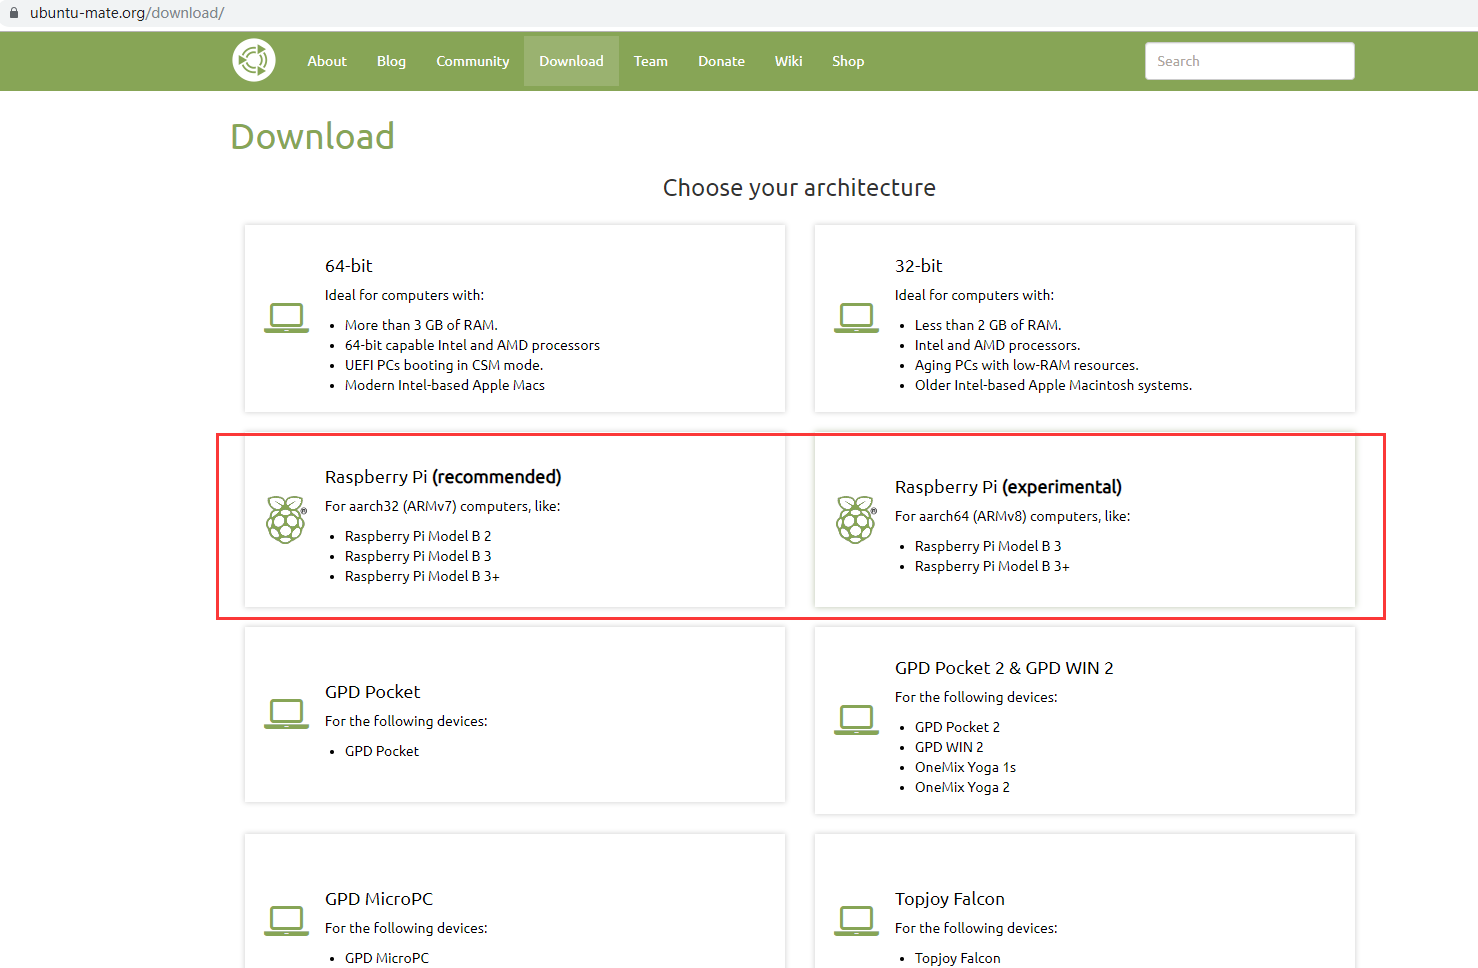 ubuntu-mate.org/download/
About Blog Community Download Team Donate Wiki Shop Search
Download
Choose your architecture
64-bit
Ideal for computers with:
• More than 3 GB of RAM.
• 64-bit capable Intel and AMD processors
• UEFI PCs booting in CSM mode.
• Modern Intel-based Apple Macs
32-bit
Ideal for computers with:
• Less than 2 GB of RAM.
• Intel and AMD processors.
• Aging PCs with low-RAM resources.
• Older Intel-based Apple Macintosh systems.
Raspberry Pi (recommended)
For aarch32 (ARMv7) computers, like:
• Raspberry Pi Model B 2
• Raspberry Pi Model B 3
• Raspberry Pi Model B 3+
®
Raspberry Pi (experimental)
For aarch64 (ARMv8) computers, like:
• Raspberry Pi Model B 3
• Raspberry Pi Model B 3+
®
GPD Pocket
For the following devices:
• GPD Pocket
GPD Pocket 2 & GPD WIN 2
For the following devices:
• GPD Pocket 2
• GPD WIN 2
• OneMix Yoga 1s
• OneMix Yoga 2
GPD MicroPC
For the following devices:
• GPD MicroPC
Topjoy Falcon
For the following devices:
• Topjoy Falcon